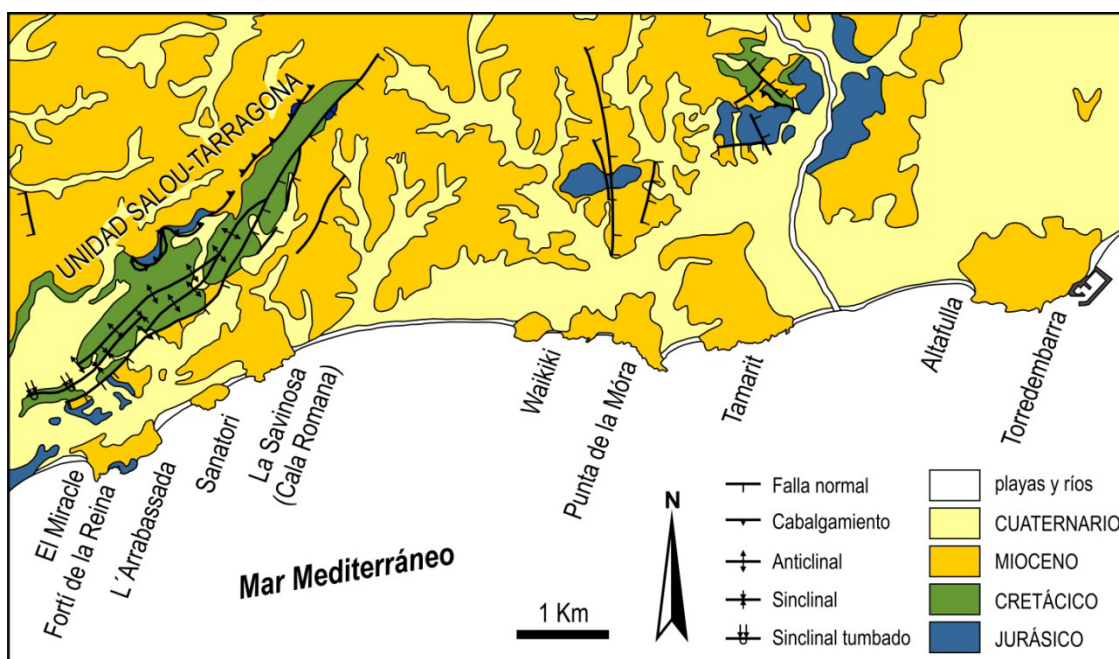 UNIDAD SALOU-TARRAGONA
El Miracle
Fortí de la Reina
L´Arrabassada
Sanatori
La Savinosa
(Cala Romana)
Waikiki
Punta de la Móra
Tamarit
Altafulla
Torredembarra
Mar Mediterráneo
1 Km
N
Falla normal
Cabalgamiento
Anticlinal
Sinclinal
Sinclinal tumbado
playas y ríos
CUATERNARIO
MIOCENO
CRETÁCICO
JURÁSICO